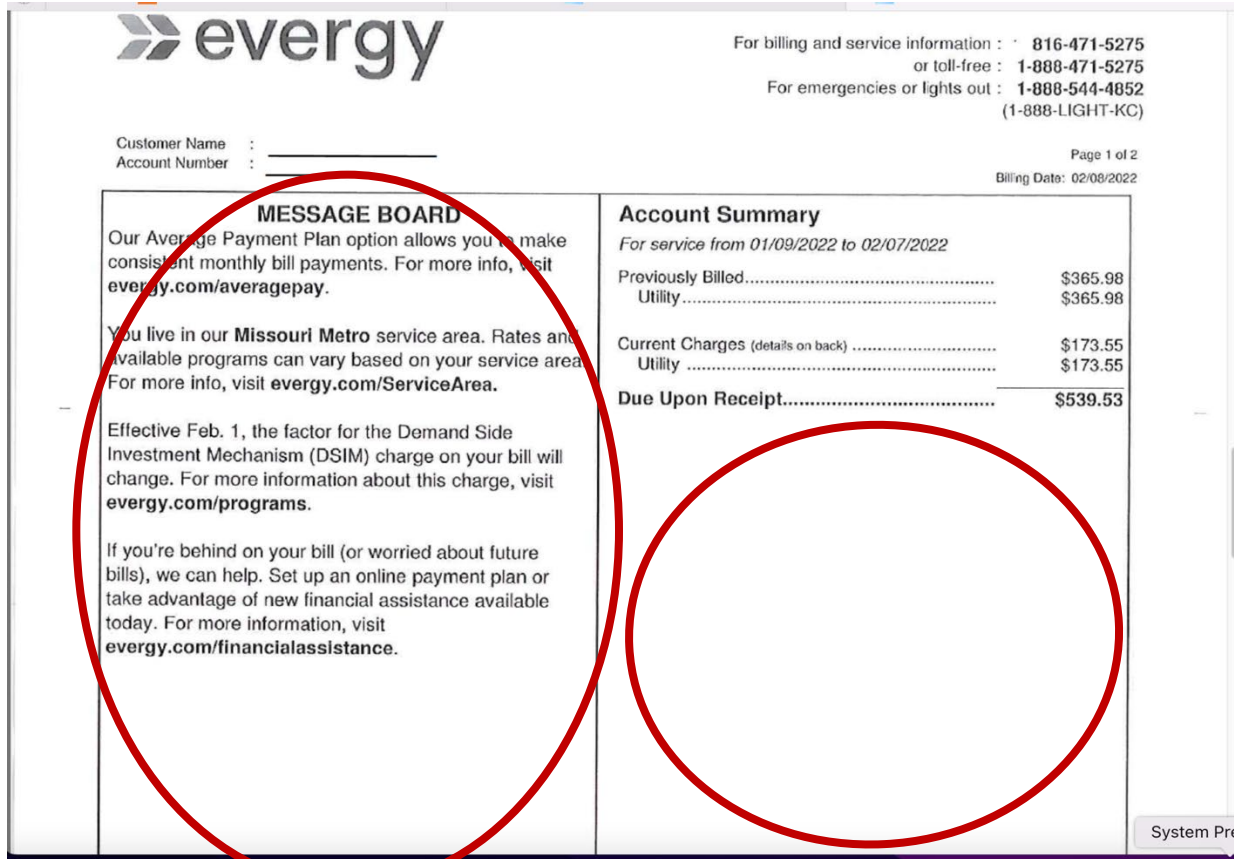 evergy
For billing and service information : 816-471-5275
or toll-free : 1-888-471-5275
For emergencies or lights out : 1-888-544-4852
(1-888-LIGHT-KC)
Customer Name :
Account Number :
Page 1 of 2
Billing Date: 02/08/2022
MESSAGE BOARD
Our Average Payment Plan option allows you to make
consistent monthly bill payments. For more info, visit
evergy.com/averagepay.
You live in our Missouri Metro service area. Rates and
available programs can vary based on your service area.
For more info, visit evergy.com/ServiceArea.
Effective Feb. 1, the factor for the Demand Side
Investment Mechanism (DSIM) charge on your bill will
change. For more information about this charge, visit
evergy.com/programs.
If you're behind on your bill (or worried about future
bills), we can help. Set up an online payment plan or
take advantage of new financial assistance available
today. For more information, visit
evergy.com/financialassistance.
Account Summary
For service from 01/09/2022 to 02/07/2022
Previously Billed.................................................. $365.98
Utility............................................................... $365.98
Current Charges (details on back) ............................. $173.55
Utility .............................................................. $173.55
Due Upon Receipt...................................... $539.53
System Pre